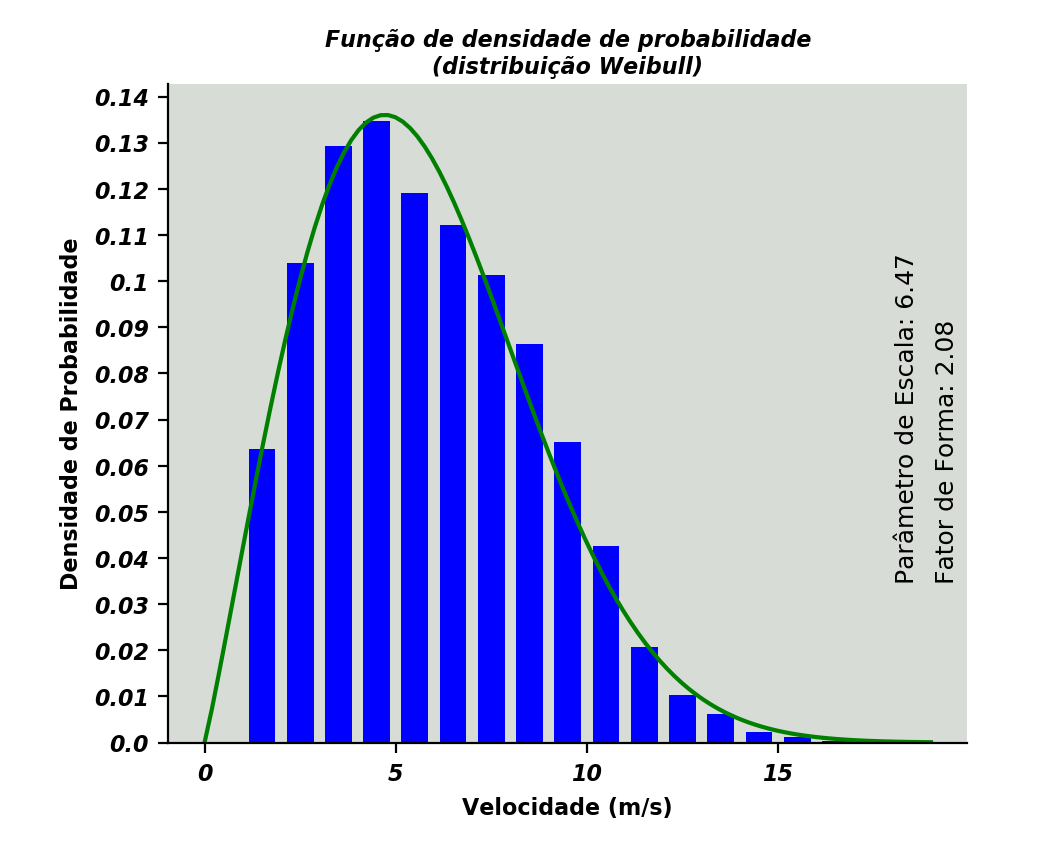 Função de densidade de probabilidade
(distribuição Weibull)
0.14
0.13
0.12
0.11
0.1
0.09
0.08
0.07
0.06
0.05
0.04
0.03
0.02
0.01
0.0
Densidade de Probabilidade
0 5 10 15
Velocidade (m/s)
Parâmetro de Escala: 6.47
Fator de Forma: 2.08